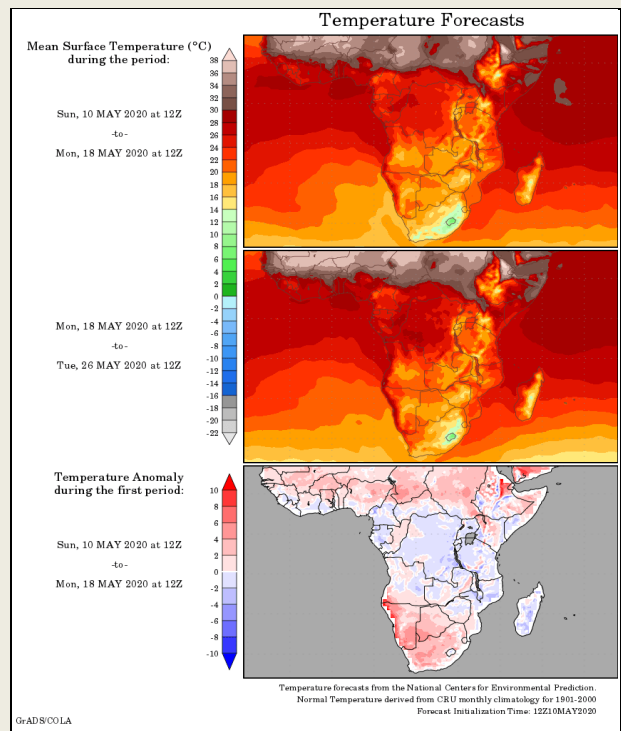 Temperature Forecasts
Mean Surface Temperature (°C)
during the period:
Sun, 10 MAY 2020 at 12Z
-to-
Mon, 18 MAY 2020 at 12Z
38
36
34
32
30
28
26
24
22
20
18
16
14
12
10
8
6
4
2
0
-2
-4
-6
-8
-10
-12
-14
-16
-18
-20
-22
Mon, 18 MAY 2020 at 12Z
-to-
Tue, 26 MAY 2020 at 12Z
Temperature Anomaly
during the first period:
Sun, 10 MAY 2020 at 12Z
-to-
Mon, 18 MAY 2020 at 12Z
10
8
6
4
2
0
-2
-4
-6
-8
-10
Temperature forecasts from the National Centers for Environmental Prediction.
Normal Temperature derived from CRU monthly climatology for 1901-2000
Forecast Initialization Time: 12Z10MAY2020
GrADS/COLA